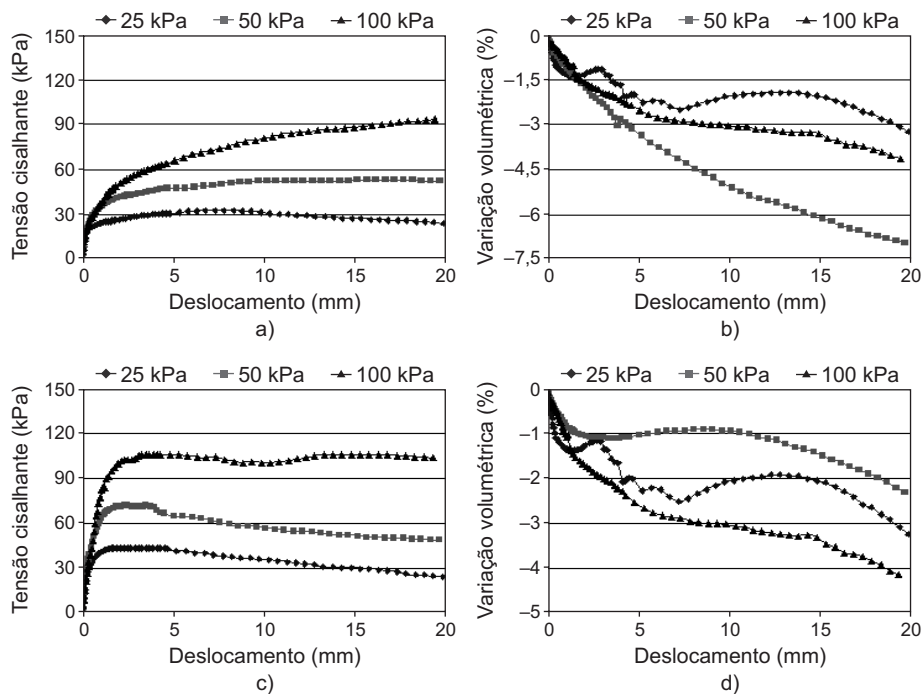 25 kPa 50 kPa 100 kPa
Tensão cisalhante (kPa)
150
120
90
60
30
0
0 5 10 15 20
Deslocamento (mm)
a)
25 kPa 50 kPa 100 kPa
Variação volumétrica (%)
0
–1,5
–3
–4,5
–6
–7,5
0 5 10 15 20
Deslocamento (mm)
b)
25 kPa 50 kPa 100 kPa
Tensão cisalhante (kPa)
150
120
90
60
30
0
0 5 10 15 20
Deslocamento (mm)
c)
25 kPa 50 kPa 100 kPa
Variação volumétrica (%)
0
–1
–2
–3
–4
–5
0 5 10 15 20
Deslocamento (mm)
d)